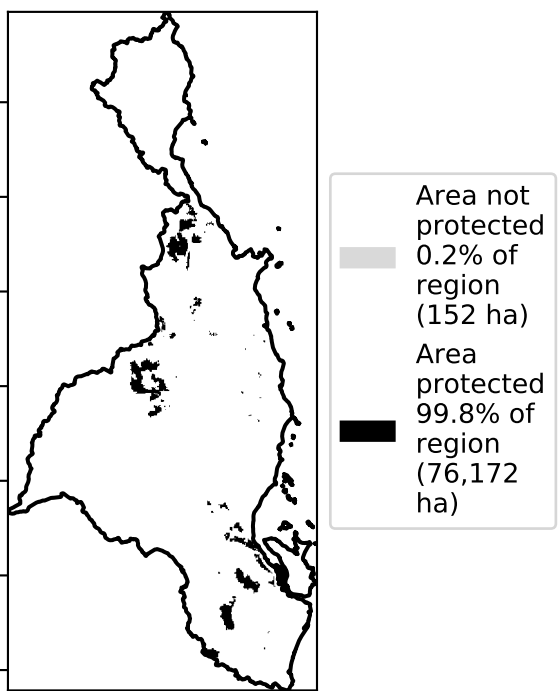 Area not
protected
0.2% of
region
(152 ha)
Area
protected
99.8% of
region
(76,172
ha)